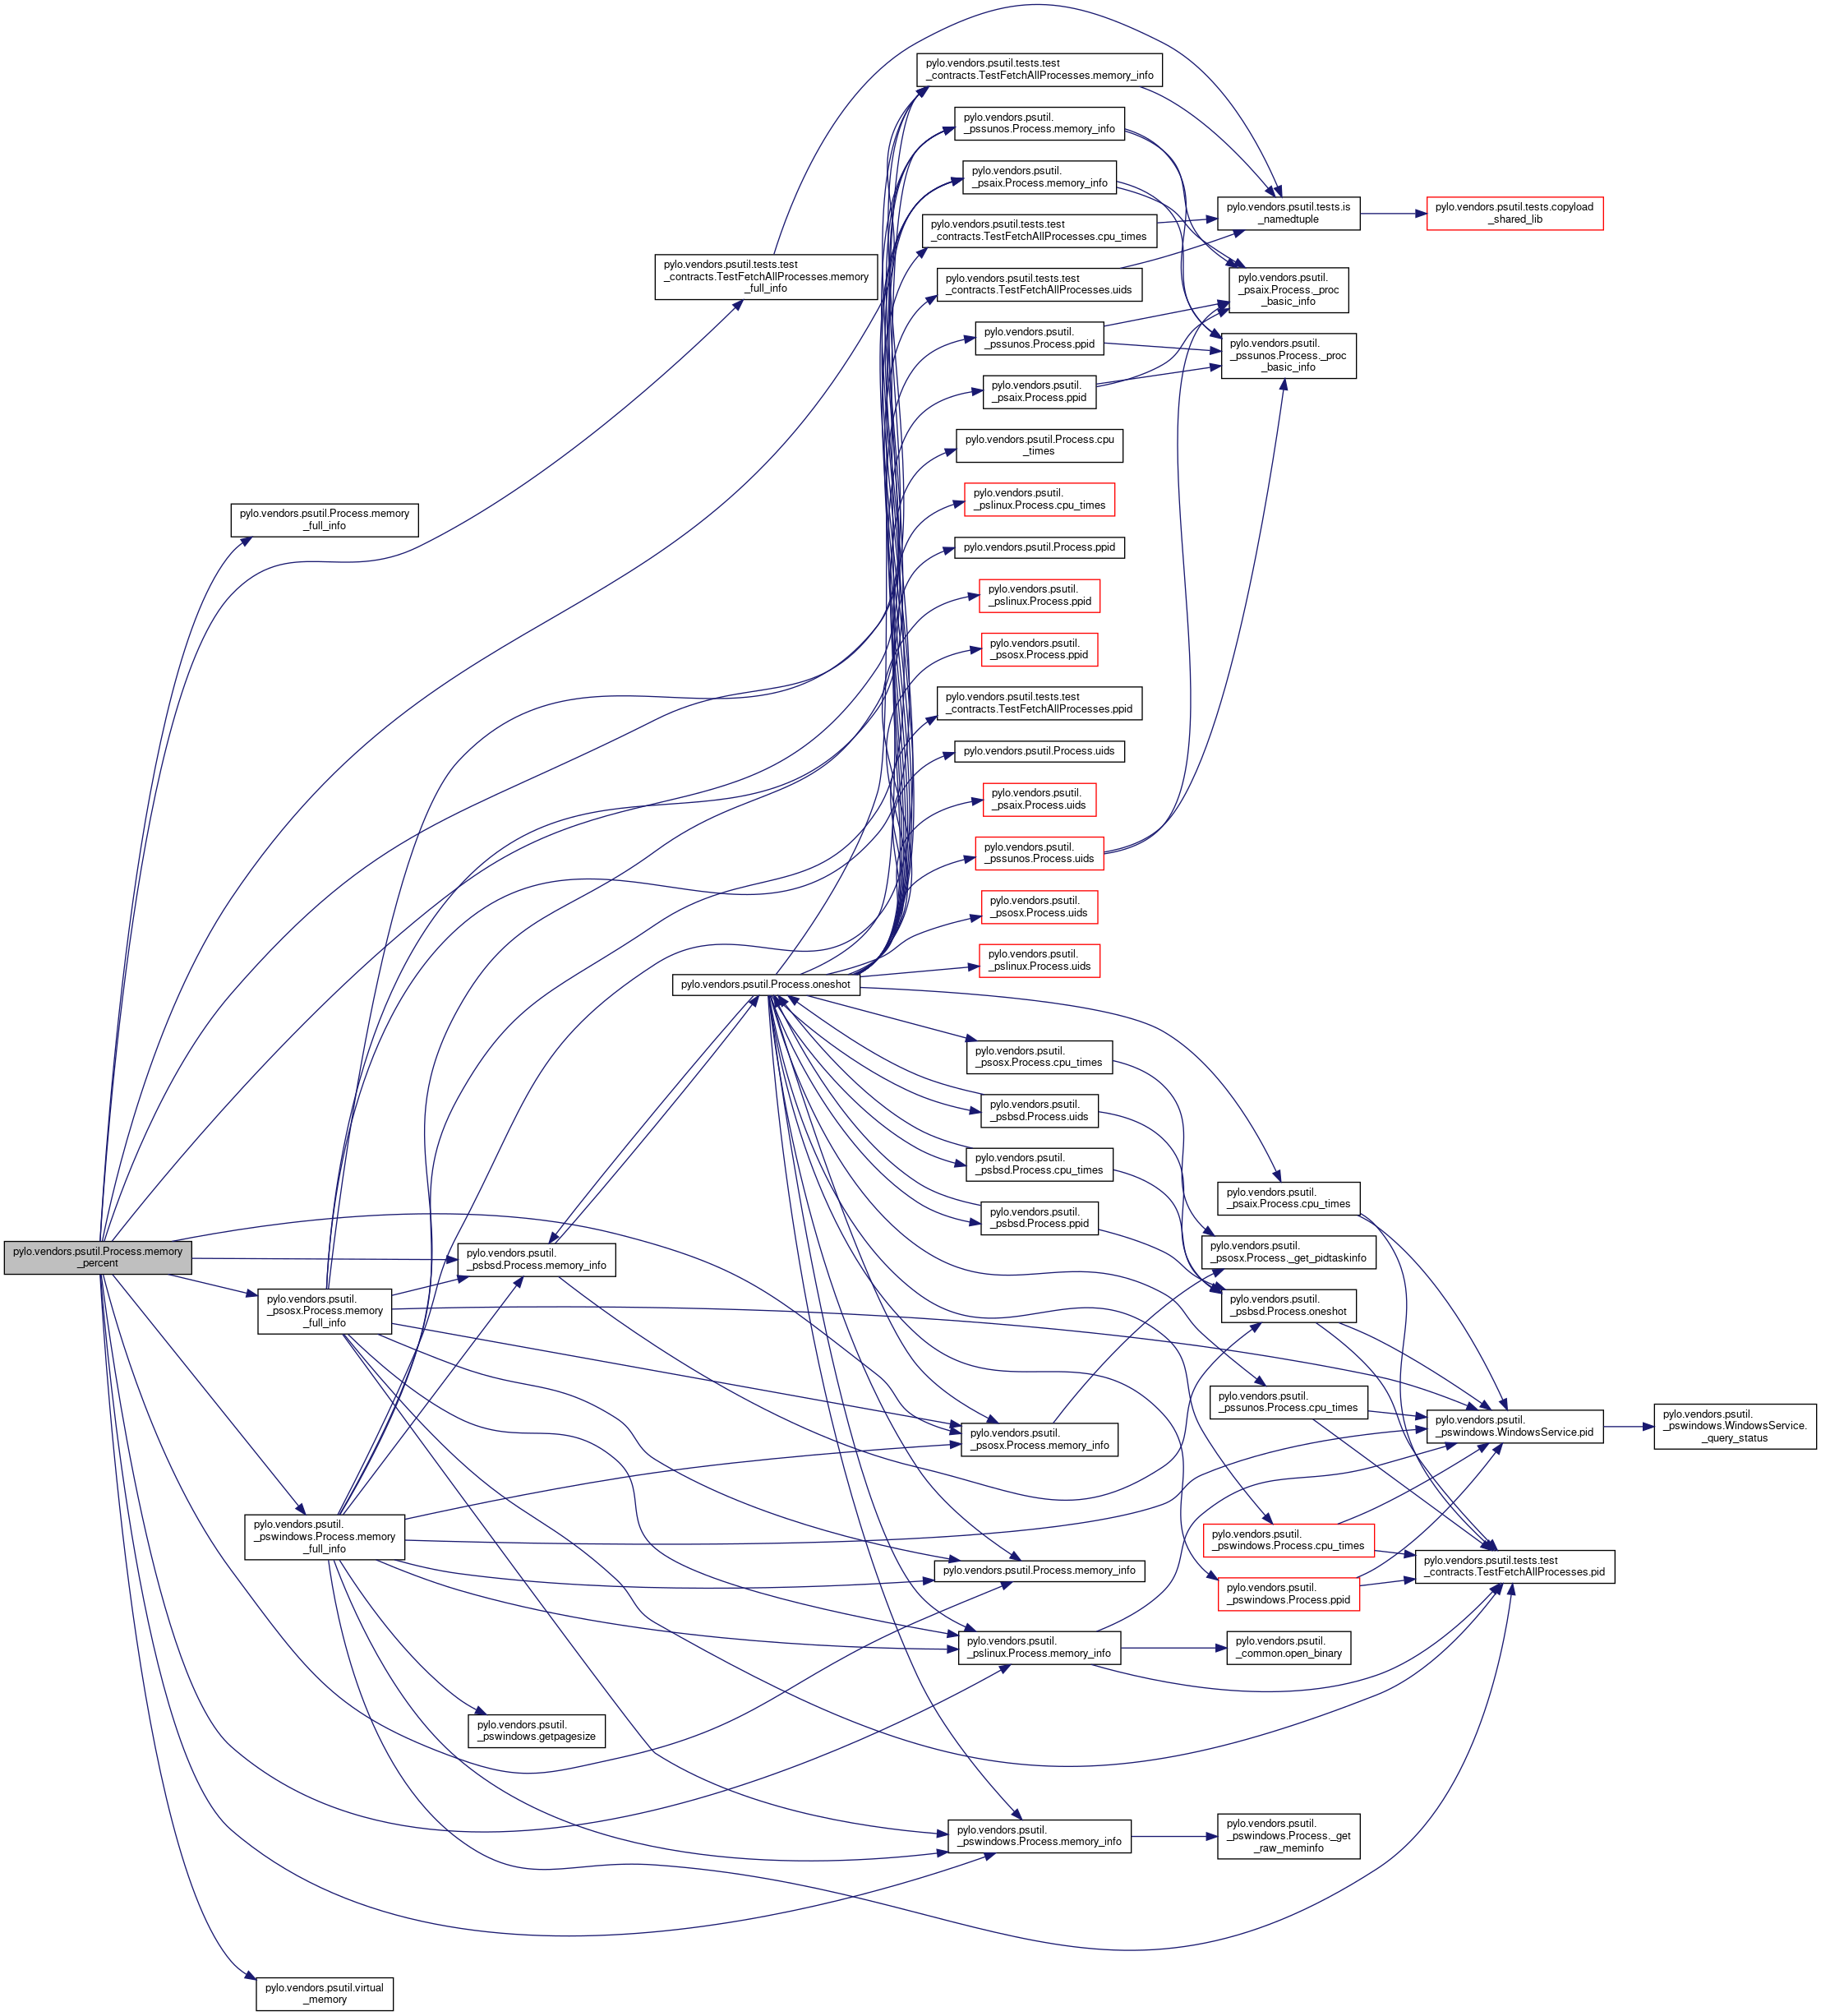 pylo.vendors.psutil.Process.memory
_percent
pylo.vendors.psutil.Process.memory
_full_info
pylo.vendors.psutil.
_psosx.Process.memory
_full_info
pylo.vendors.psutil.
_pswindows.Process.memory
_full_info
pylo.vendors.psutil.virtual
_memory
pylo.vendors.psutil.
_psbsd.Process.memory_info
pylo.vendors.psutil.
_pswindows.getpagesize
pylo.vendors.psutil.tests.test
_contracts.TestFetchAllProcesses.memory
_full_info
pylo.vendors.psutil.Process.oneshot
pylo.vendors.psutil.tests.test
_contracts.TestFetchAllProcesses.memory_info
pylo.vendors.psutil.
_pssunos.Process.memory_info
pylo.vendors.psutil.
_psaix.Process.memory_info
pylo.vendors.psutil.tests.test
_contracts.TestFetchAllProcesses.cpu_times
pylo.vendors.psutil.tests.test
_contracts.TestFetchAllProcesses.uids
pylo.vendors.psutil.
_pssunos.Process.ppid
pylo.vendors.psutil.
_psaix.Process.ppid
pylo.vendors.psutil.Process.cpu
_times
pylo.vendors.psutil.
_pslinux.Process.cpu_times
pylo.vendors.psutil.Process.ppid
pylo.vendors.psutil.
_pslinux.Process.ppid
pylo.vendors.psutil.
_psosx.Process.ppid
pylo.vendors.psutil.tests.test
_contracts.TestFetchAllProcesses.ppid
pylo.vendors.psutil.Process.uids
pylo.vendors.psutil.
_psaix.Process.uids
pylo.vendors.psutil.
_pssunos.Process.uids
pylo.vendors.psutil.
_psosx.Process.uids
pylo.vendors.psutil.
_pslinux.Process.uids
pylo.vendors.psutil.
_psosx.Process.cpu_times
pylo.vendors.psutil.
_psbsd.Process.uids
pylo.vendors.psutil.
_psbsd.Process.cpu_times
pylo.vendors.psutil.
_psbsd.Process.ppid
pylo.vendors.psutil.
_psosx.Process.memory_info
pylo.vendors.psutil.Process.memory_info
pylo.vendors.psutil.
_pslinux.Process.memory_info
pylo.vendors.psutil.
_pswindows.Process.memory_info
pylo.vendors.psutil.tests.is
_namedtuple
pylo.vendors.psutil.
_psaix.Process._proc
_basic_info
pylo.vendors.psutil.
_pssunos.Process._proc
_basic_info
pylo.vendors.psutil.
_psaix.Process.cpu_times
pylo.vendors.psutil.
_psosx.Process._get_pidtaskinfo
pylo.vendors.psutil.
_psbsd.Process.oneshot
pylo.vendors.psutil.
_pssunos.Process.cpu_times
pylo.vendors.psutil.
_pswindows.Process.cpu_times
pylo.vendors.psutil.
_pswindows.Process.ppid
pylo.vendors.psutil.
_common.open_binary
pylo.vendors.psutil.
_pswindows.Process._get
_raw_meminfo
pylo.vendors.psutil.tests.copyload
_shared_lib
pylo.vendors.psutil.
_pswindows.WindowsService.pid
pylo.vendors.psutil.tests.test
_contracts.TestFetchAllProcesses.pid
pylo.vendors.psutil.
_pswindows.WindowsService.
_query_status